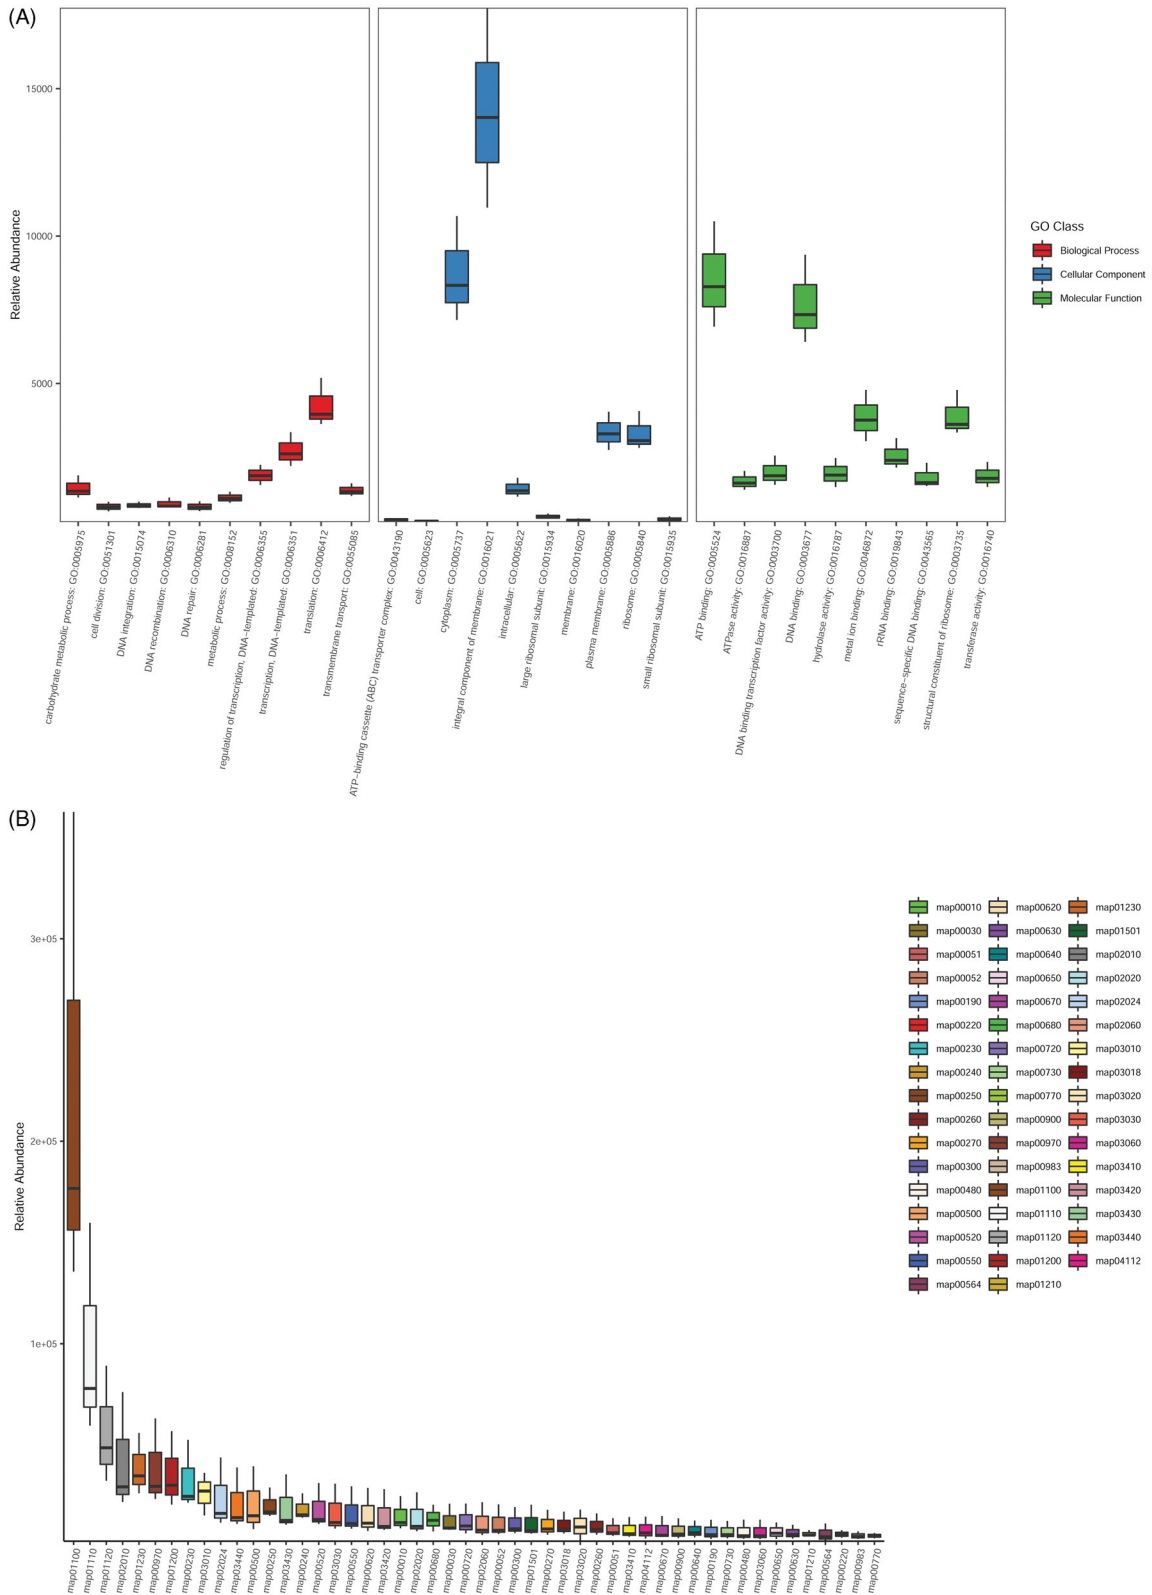 (A)
15000
10000
5000
Relative Abundance
carbohydrate metabolic process: GO:0005975
cell division: GO:0051301
DNA integration: GO:0015074
DNA recombination: GO:0006310
DNA repair: GO:0006281
metabolic process: GO:0008152
regulation of transcription, DNA−templated: GO:0006355
transcription, DNA−templated: GO:0006351
translation: GO:0006412
transmembrane transport: GO:0055085
ATP−binding cassette (ABC) transporter complex: GO:0043190
cell: GO:0005623
cytoplasm: GO:0005737
integral component of membrane: GO:0016021
intracellular: GO:0005622
large ribosomal subunit: GO:0015934
membrane: GO:0016020
plasma membrane: GO:0005886
ribosome: GO:0005840
small ribosomal subunit: GO:0015935
ATP binding: GO:0005524
ATPase activity: GO:0016887
DNA binding transcription factor activity: GO:0003700
DNA binding: GO:0003677
hydrolase activity: GO:0016787
metal ion binding: GO:0046872
rRNA binding: GO:0019843
sequence−specific DNA binding: GO:0043565
structural constituent of ribosome: GO:0003735
transferase activity: GO:0016740
GO Class
Biological Process
Cellular Component
Molecular Function
(B)
3e+05
2e+05
1e+05
Relative Abundance
map01100
map01110
map01120
map02010
map01230
map00970
map01200
map00230
map03010
map02024
map03440
map00500
map00250
map03430
map00240
map00520
map03030
map00550
map00620
map03420
map00010
map02020
map00680
map00030
map00720
map02060
map00052
map00300
map01501
map00270
map03018
map03020
map00260
map00051
map03410
map04112
map00670
map00900
map00640
map00190
map00730
map00480
map03060
map00650
map00630
map01210
map00564
map00220
map00983
map00770
map00010 map00620 map01230
map00030 map00630 map01501
map00051 map00640 map02010
map00052 map00650 map02020
map00190 map00670 map02024
map00220 map00680 map02060
map00230 map00720 map03010
map00240 map00730 map03018
map00250 map00770 map03020
map00260 map00900 map03030
map00270 map00970 map03060
map00300 map00983 map03410
map00480 map01100 map03420
map00500 map01110 map03430
map00520 map01120 map03440
map00550 map01200 map04112
map00564 map01210